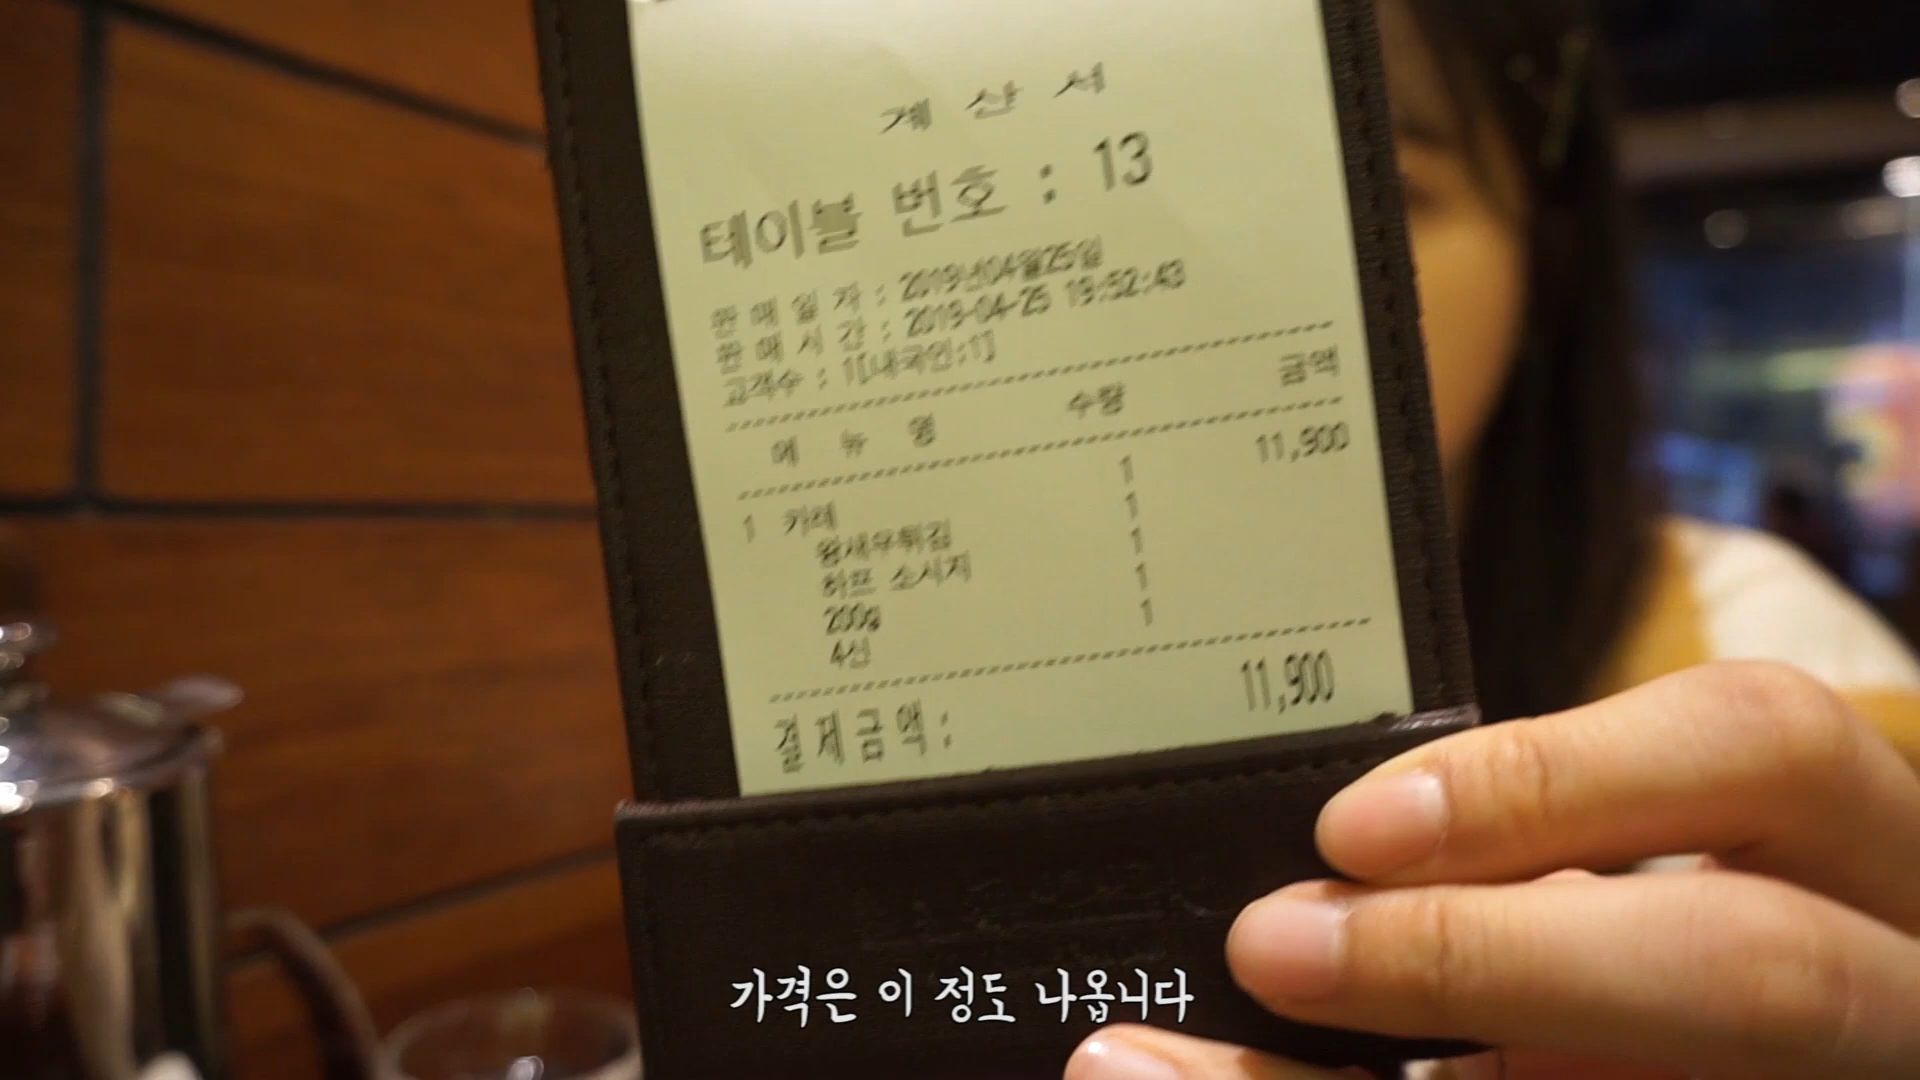 계 산 서
테이블 번호 : 13
판 매 일 자 : 2019년04월25일
판 매 시 간 : 2019-04-25 19:52:43
고객수 : 1[내국인:1]
메 뉴 명 수량 금액
1 카레 1 11,900
왕새우튀김 1
하프 소시지 1
200g 1
4신 1
결제금액: 11,900
가격은 이 정도 나옵니다